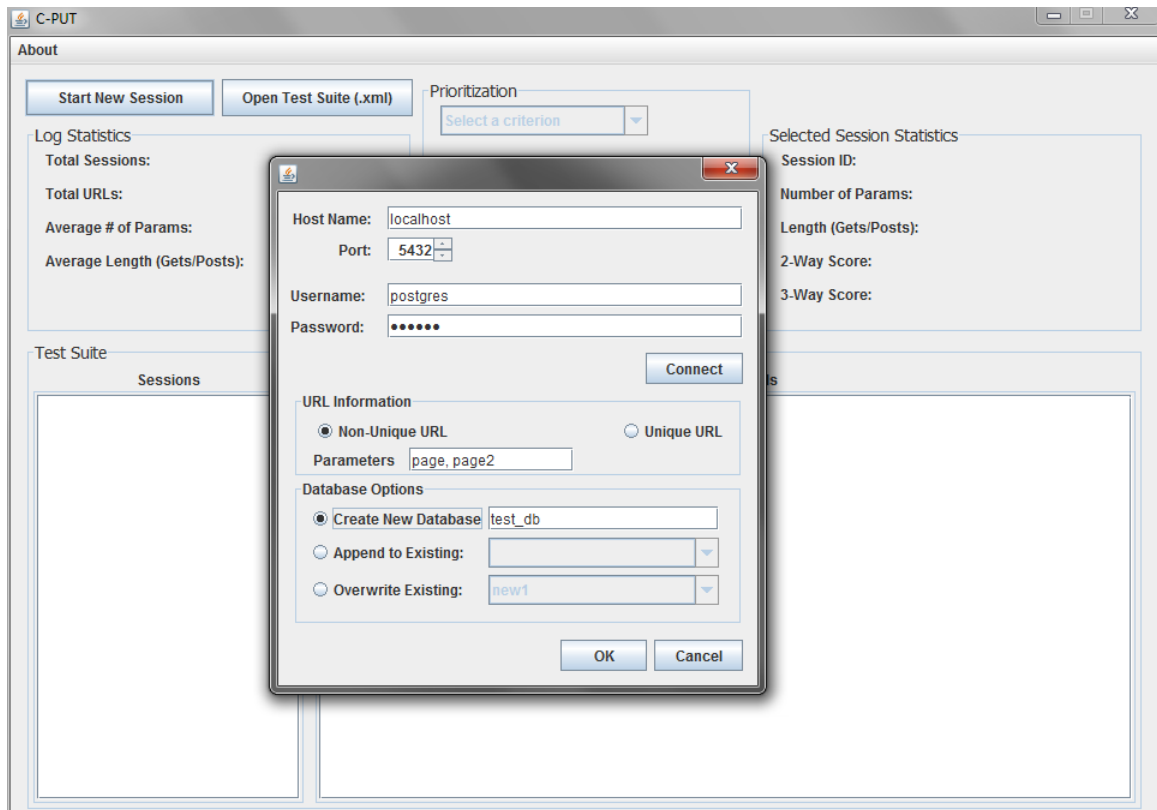 C-PUT
About
Start New Session
Open Test Suite (.xml)
Prioritization
Select a criterion
Log Statistics
Total Sessions:
Total URLs:
Average # of Params:
Average Length (Gets/Posts):
Selected Session Statistics
Session ID:
Number of Params:
Length (Gets/Posts):
2-Way Score:
3-Way Score:
Test Suite
Sessions
Host Name: localhost
Port: 5432
Username: postgres
Password: ••••••
Connect
URL Information
Non-Unique URL
Unique URL
Parameters page, page2
Database Options
Create New Database test_db
Append to Existing:
Overwrite Existing: new1
OK
Cancel